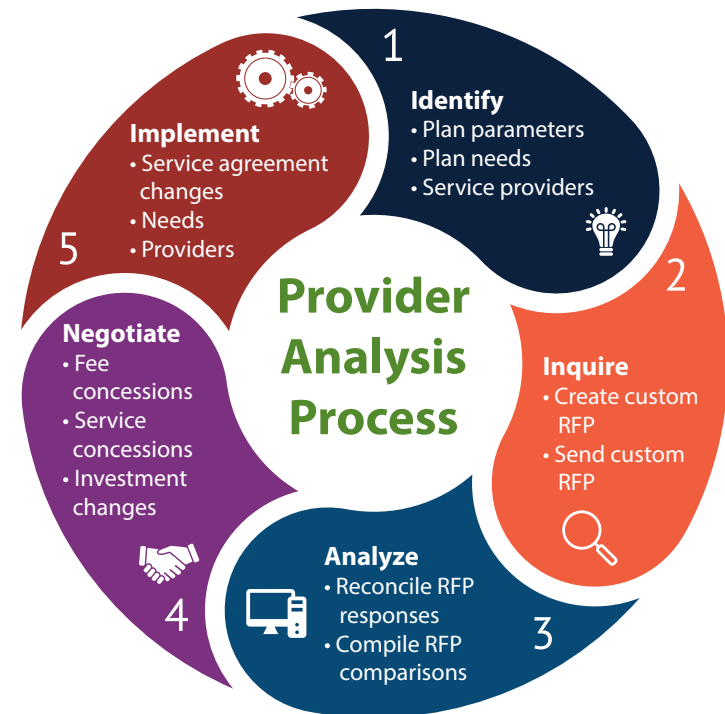 Provider
Analysis
Process
1
Identify
• Plan parameters
• Plan needs
• Service providers
2
Inquire
• Create custom
RFP
• Send custom
RFP
3
Analyze
• Reconcile RFP
responses
• Compile RFP
comparisons
4
Negotiate
• Fee
concessions
• Service
concessions
• Investment
changes
5
Implement
• Service agreement
changes
• Needs
• Providers